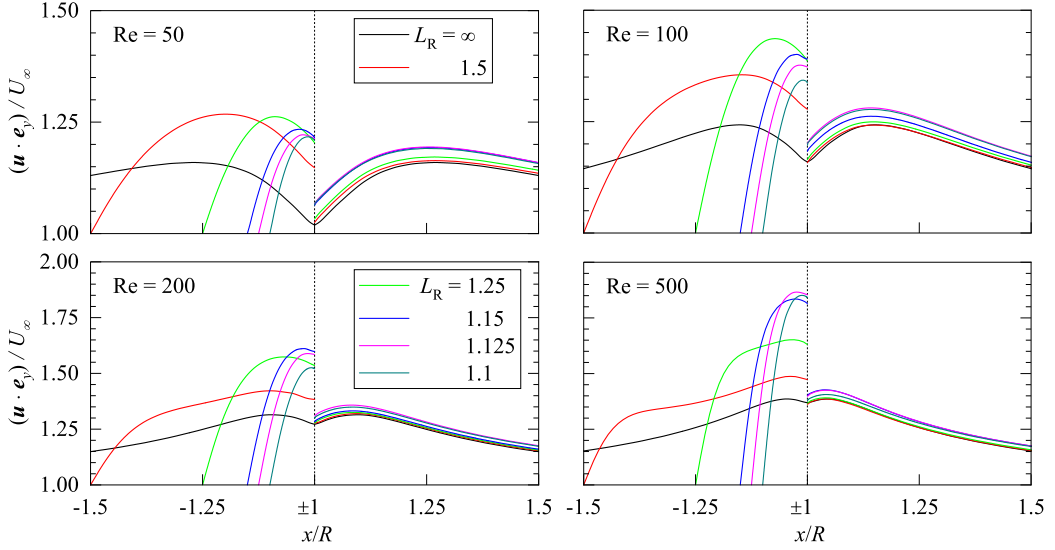 1.50
1.25
1.00
(u · e_y) / U_∞
Re = 50
L_R = ∞
1.5
Re = 100
2.00
1.75
1.50
1.25
1.00
(u · e_y) / U_∞
Re = 200
L_R = 1.25
1.15
1.125
1.1
Re = 500
-1.5
-1.25
±1
1.25
1.5
-1.5
-1.25
±1
1.25
1.5
x/R
x/R